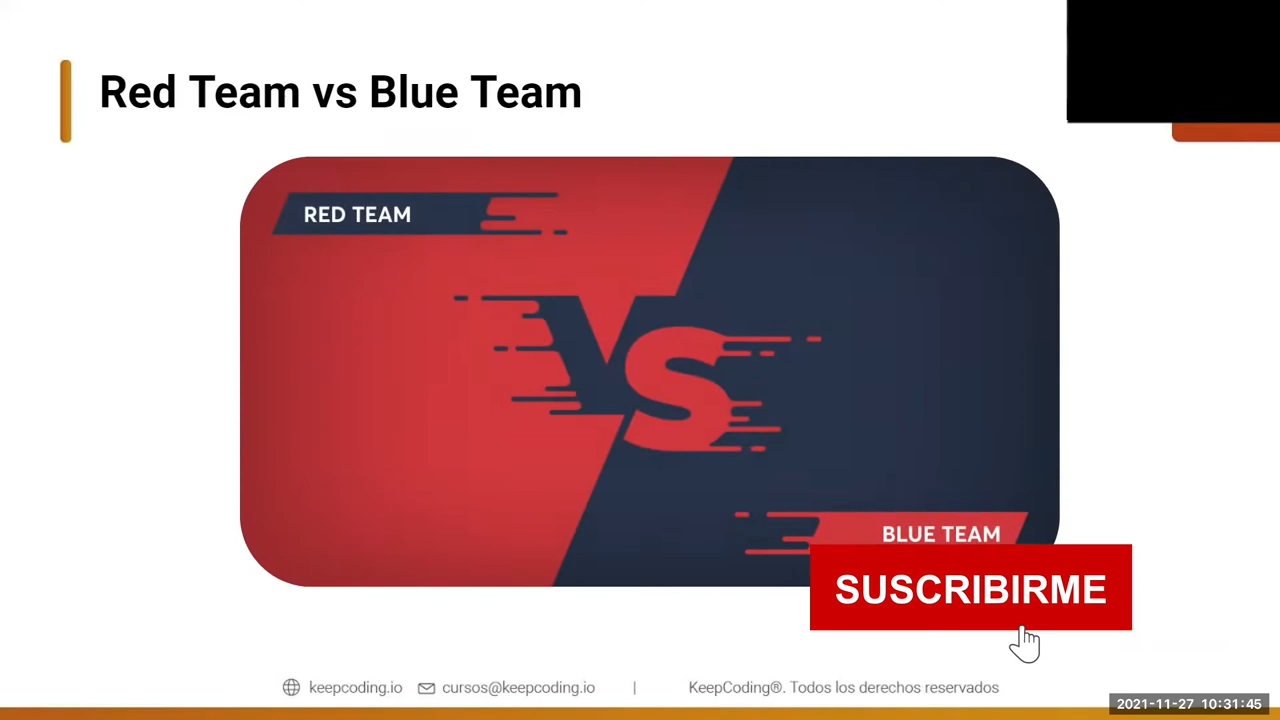 Red Team vs Blue Team
RED TEAM
VS
BLUE TEAM
SUSCRIBIRME
keepcoding.io cursos@keepcoding.io | KeepCoding®. Todos los derechos reservados
2021-11-27 10:31:45